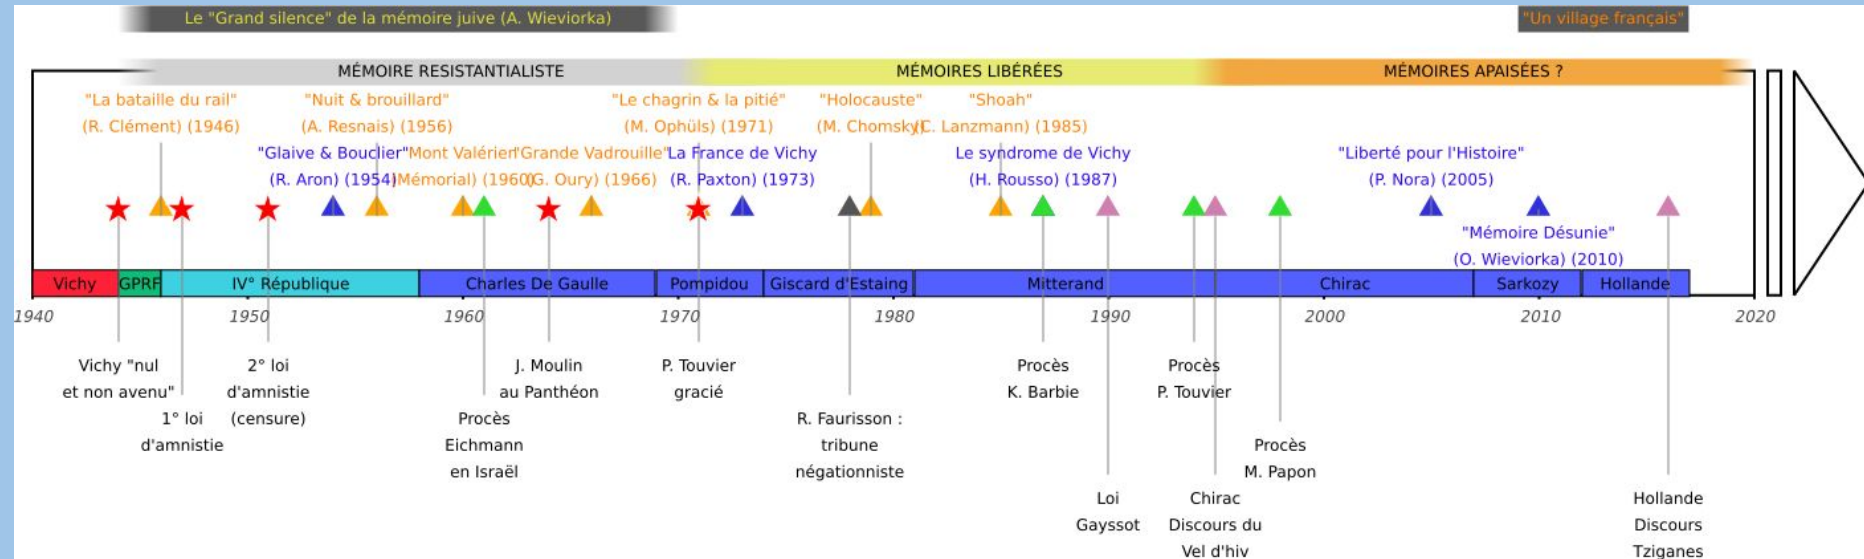 Le "Grand silence" de la mémoire juive (A. Wieviorka)
"Un village français"
MÉMOIRE RESISTANTIALISTE
MÉMOIRES LIBÉRÉES
MÉMOIRES APAISÉES ?
"La bataille du rail"
(R. Clément) (1946)
"Nuit & brouillard"
(A. Resnais) (1956)
"Le chagrin & la pitié"
(M. Ophüls) (1971)
"Holocauste"
(M. Chomsky)
"Shoah"
(C. Lanzmann) (1985)
"Glaive & Bouclier"
(R. Aron) (1954)
"Mont Valérien"
(Mémorial) (1960)
"Grande Vadrouille"
(G. Oury) (1966)
La France de Vichy
(R. Paxton) (1973)
Le syndrome de Vichy
(H. Rousso) (1987)
"Liberté pour l'Histoire"
(P. Nora) (2005)
"Mémoire Désunie"
(O. Wieviorka) (2010)
Vichy
GPRF
IV° République
Charles De Gaulle
Pompidou
Giscard d'Estaing
Mitterand
Chirac
Sarkozy
Hollande
1940
1950
1960
1970
1980
1990
2000
2010
2020
Vichy "nul
et non avenu"
1° loi
d'amnistie
2° loi
d'amnistie
(censure)
Procès
Eichmann
en Israël
J. Moulin
au Panthéon
P. Touvier
gracié
R. Faurisson :
tribune
négationniste
Procès
K. Barbie
Loi
Gayssot
Procès
P. Touvier
Chirac
Discours du
Vel d'hiv
Procès
M. Papon
Hollande
Discours
Tziganes